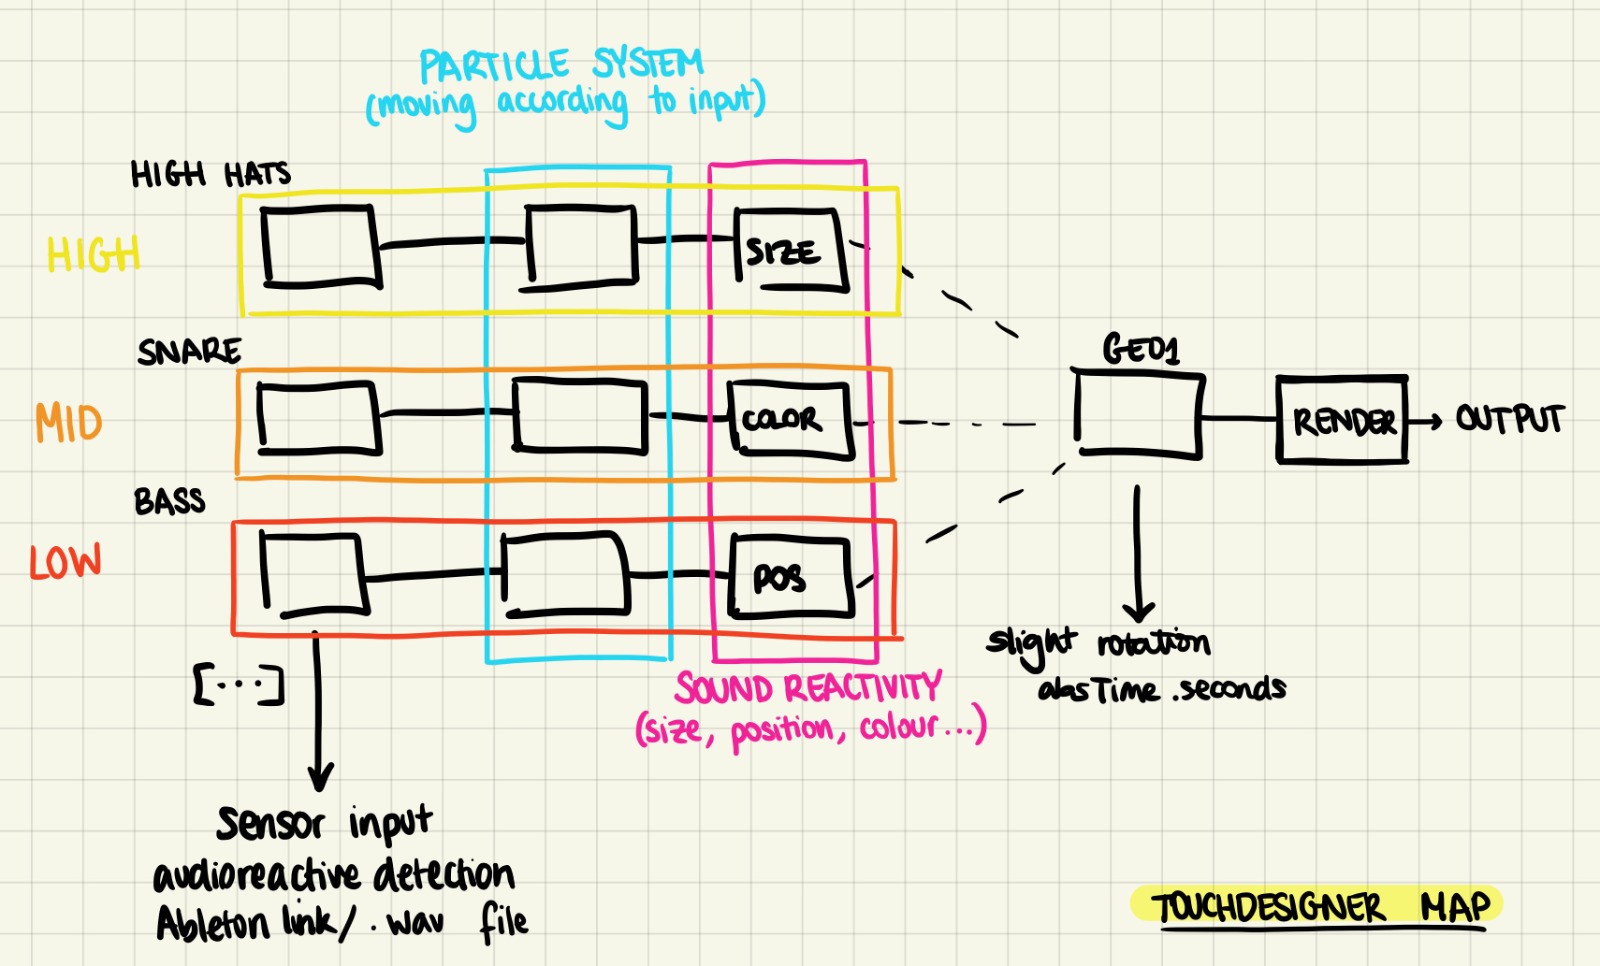 PARTICLE SYSTEM
(moving according to input)
HIGH HATS
HIGH
SIZE
SNARE
MID
COLOR
GEO1
RENDER
OUTPUT
BASS
LOW
POS
slight rotation
absTime.seconds
[...]
SOUND REACTIVITY
(size, position, colour...)
sensor input
audioreactive detection
Ableton link/.wav file
TOUCHDESIGNER MAP